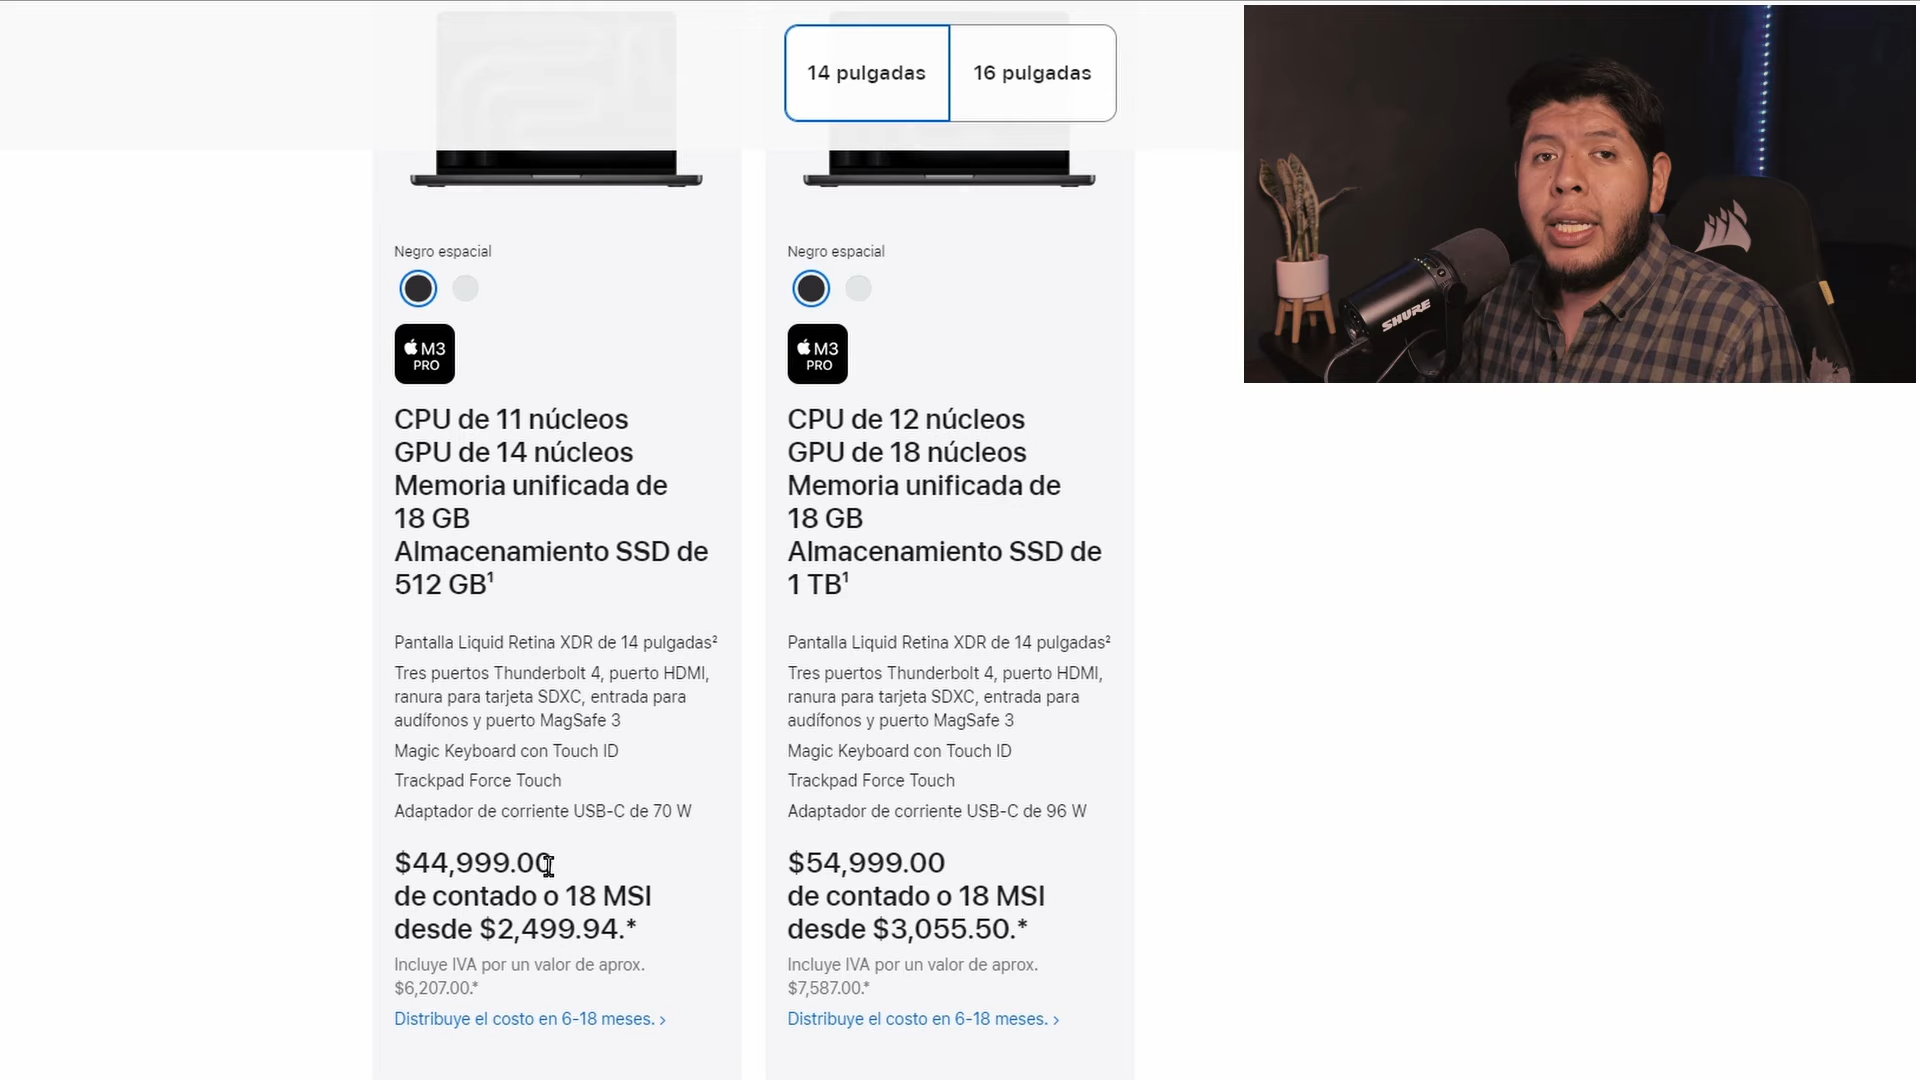 14 pulgadas
16 pulgadas
Negro espacial
M3
PRO
CPU de 11 núcleos
GPU de 14 núcleos
Memoria unificada de
18 GB
Almacenamiento SSD de
512 GB¹
Pantalla Liquid Retina XDR de 14 pulgadas²
Tres puertos Thunderbolt 4, puerto HDMI,
ranura para tarjeta SDXC, entrada para
audífonos y puerto MagSafe 3
Magic Keyboard con Touch ID
Trackpad Force Touch
Adaptador de corriente USB-C de 70 W
$44,999.00
de contado o 18 MSI
desde $2,499.94.*
Incluye IVA por un valor de aprox.
$6,207.00.*
Distribuye el costo en 6-18 meses. >
Negro espacial
M3
PRO
CPU de 12 núcleos
GPU de 18 núcleos
Memoria unificada de
18 GB
Almacenamiento SSD de
1 TB¹
Pantalla Liquid Retina XDR de 14 pulgadas²
Tres puertos Thunderbolt 4, puerto HDMI,
ranura para tarjeta SDXC, entrada para
audífonos y puerto MagSafe 3
Magic Keyboard con Touch ID
Trackpad Force Touch
Adaptador de corriente USB-C de 96 W
$54,999.00
de contado o 18 MSI
desde $3,055.50.*
Incluye IVA por un valor de aprox.
$7,587.00.*
Distribuye el costo en 6-18 meses. >
SHURE